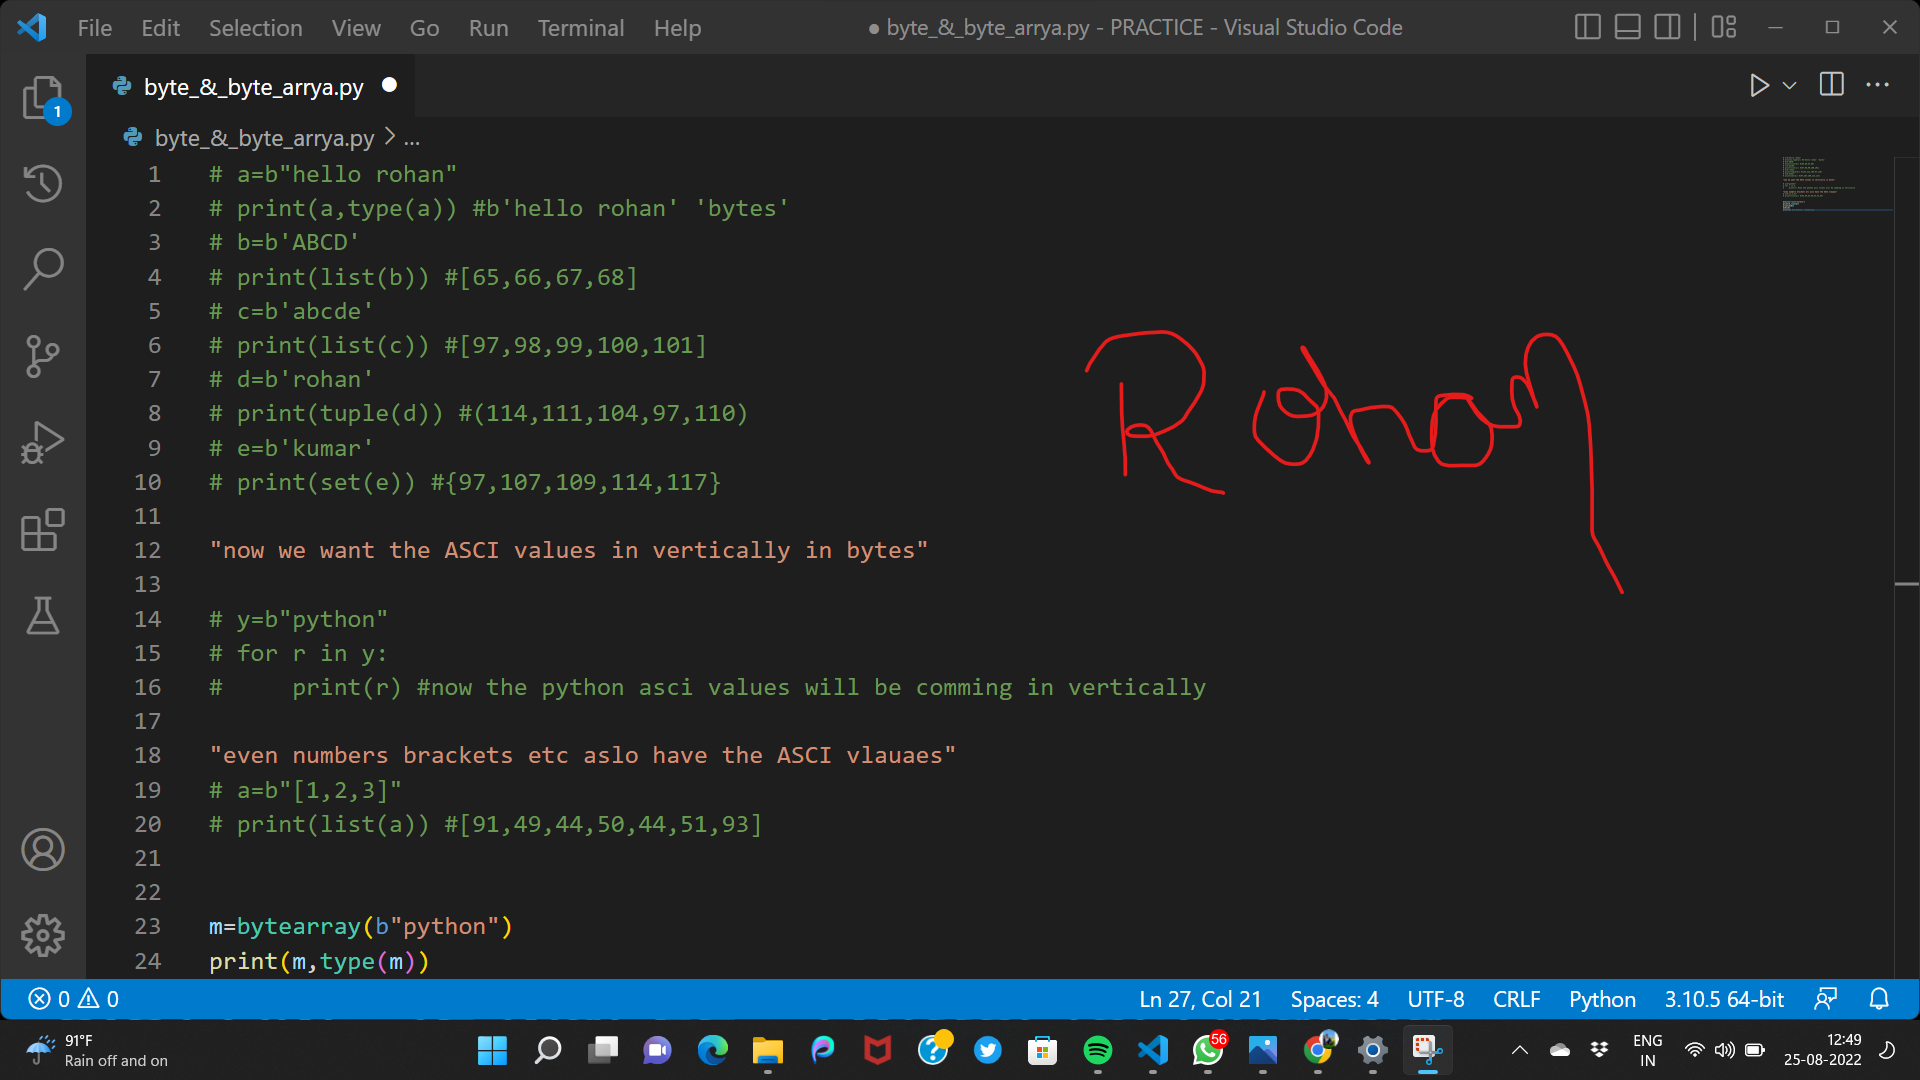 File Edit Selection View Go Run Terminal Help ● byte_&_byte_arrya.py - PRACTICE - Visual Studio Code
1 byte_&_byte_arrya.py ●
byte_&_byte_arrya.py > ...
1 # a=b"hello rohan"
2 # print(a,type(a)) #b'hello rohan' 'bytes'
3 # b=b'ABCD'
4 # print(list(b)) #[65,66,67,68]
5 # c=b'abcde'
6 # print(list(c)) #[97,98,99,100,101]
7 # d=b'rohan'
8 # print(tuple(d)) #(114,111,104,97,110)
9 # e=b'kumar'
10 # print(set(e)) #{97,107,109,114,117}
Rohan
11
12 "now we want the ASCI values in vertically in bytes"
13
14 # y=b"python"
15 # for r in y:
16 #     print(r) #now the python asci values will be comming in vertically
17
18 "even numbers brackets etc aslo have the ASCI vlauaes"
19 # a=b"[1,2,3]"
20 # print(list(a)) #[91,49,44,50,44,51,93]
21
22
23 m=bytearray(b"python")
24 print(m,type(m))
0 0 Ln 27, Col 21 Spaces: 4 UTF-8 CRLF Python 3.10.5 64-bit
91°F
Rain off and on
56
ENG
IN
12:49
25-08-2022